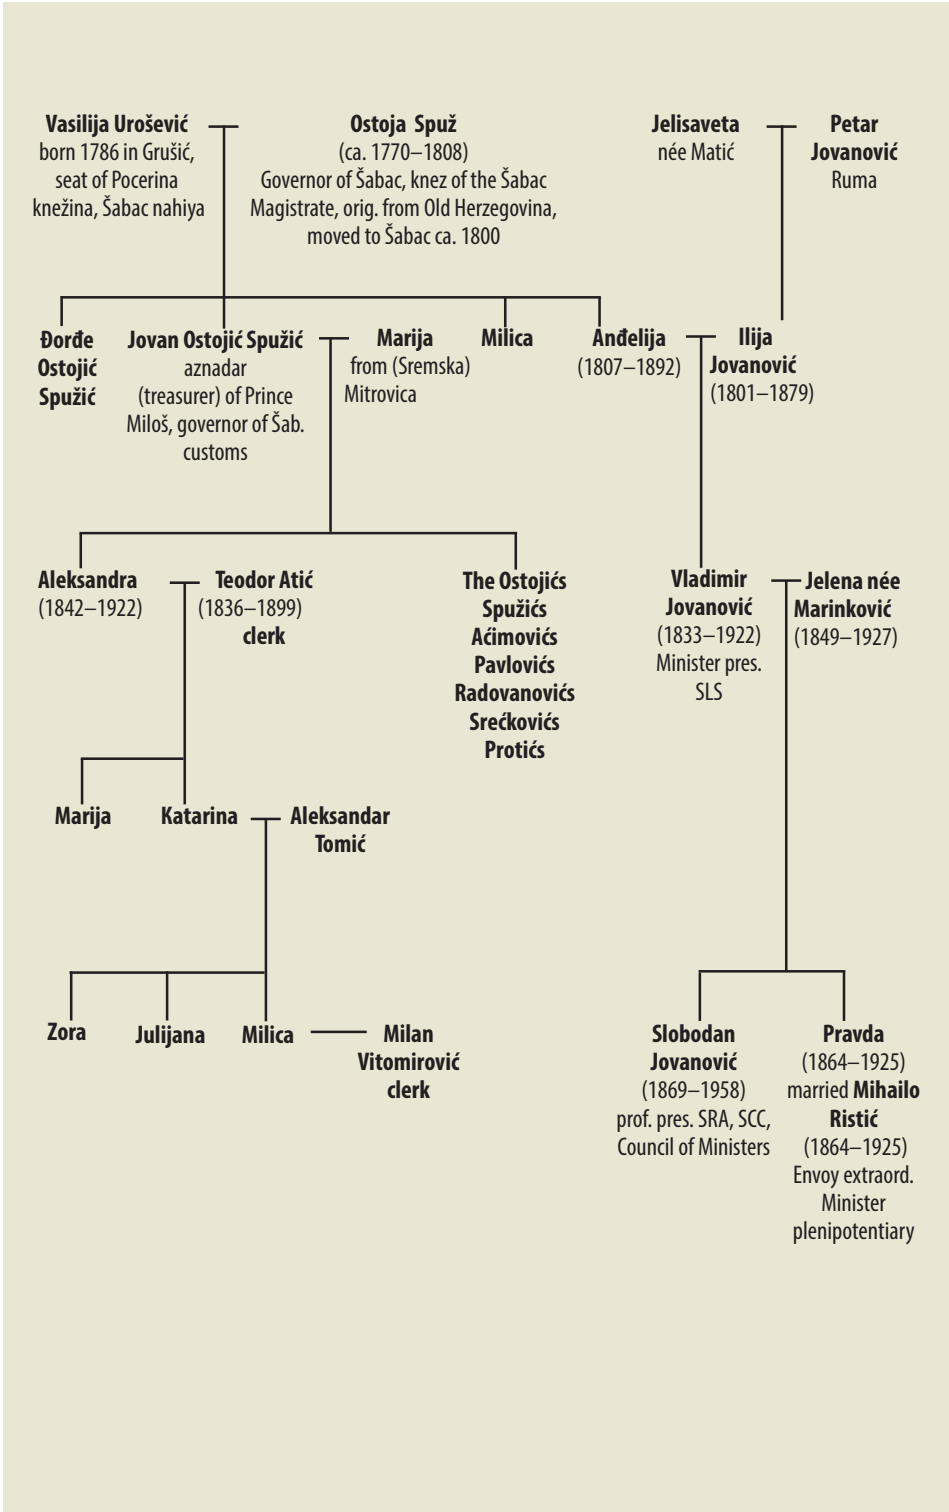 Vasilija Urošević
born 1786 in Grušić,
seat of Pocerina
knežina, Šabac nahiya
Ostoja Spuž
(ca. 1770–1808)
Governor of Šabac, knez of the Šabac
Magistrate, orig. from Old Herzegovina,
moved to Šabac ca. 1800
Jelisaveta
née Matić
Petar
Jovanović
Ruma
Đorđe
Ostojić
Spužić
Jovan Ostojić Spužić
aznadar
(treasurer) of Prince
Miloš, governor of Šab.
customs
Marija
from (Sremska)
Mitrovica
Milica
Anđelija
(1807–1892)
Ilija
Jovanović
(1801–1879)
Aleksandra
(1842–1922)
Teodor Atić
(1836–1899)
clerk
The Ostojićs
Spužićs
Aćimovićs
Pavlovićs
Radovanovićs
Srećkovićs
Protićs
Vladimir
Jovanović
(1833–1922)
Minister pres.
SLS
Jelena née
Marinković
(1849–1927)
Marija
Katarina
Aleksandar
Tomić
Zora
Julijana
Milica
Milan
Vitomirović
clerk
Slobodan
Jovanović
(1869–1958)
prof. pres. SRA, SCC,
Council of Ministers
Pravda
(1864–1925)
married Mihailo
Ristić
(1864–1925)
Envoy extraord.
Minister
plenipotentiary